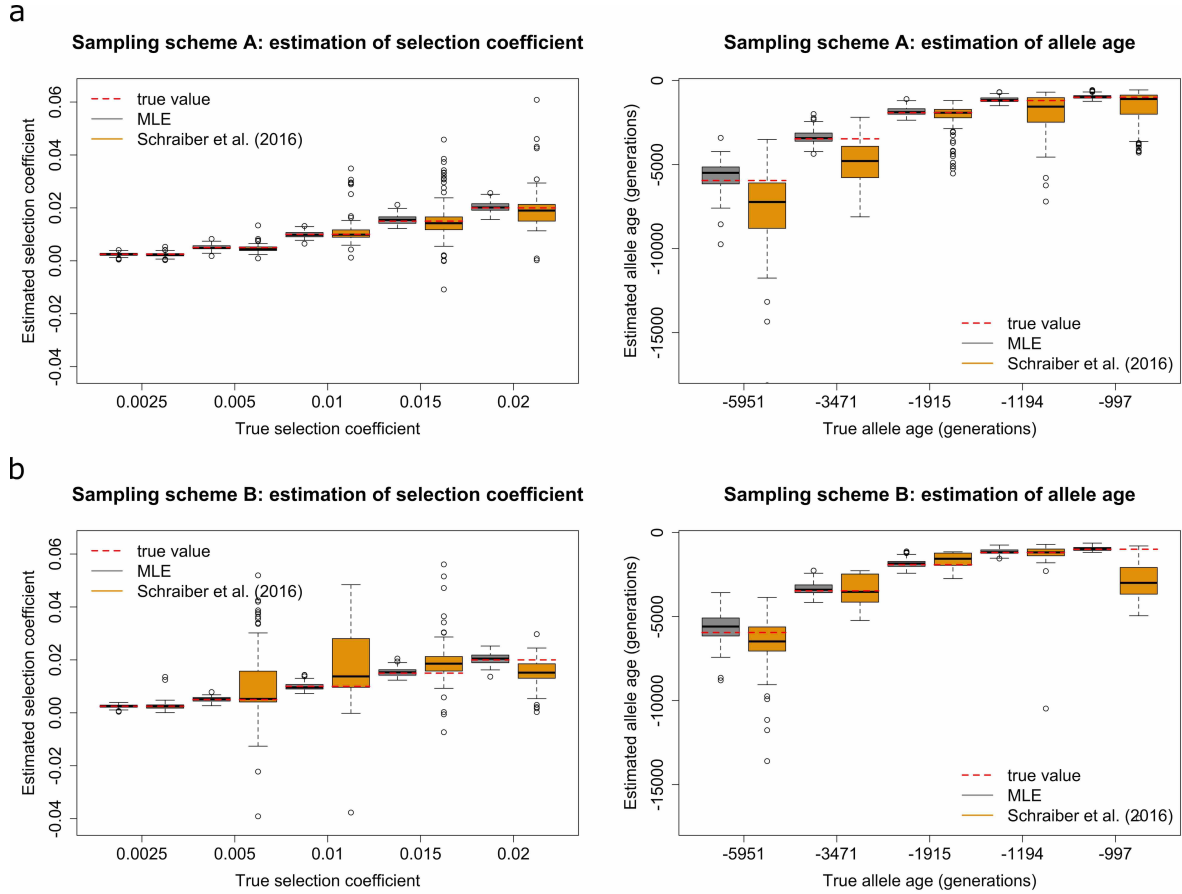 a
Sampling scheme A: estimation of selection coefficient
Estimated selection coefficient
0.06
0.04
0.02
0.00
-0.02
-0.04
true value
MLE
Schraiber et al. (2016)
0.0025 0.005 0.01 0.015 0.02
True selection coefficient
Sampling scheme A: estimation of allele age
Estimated allele age (generations)
0
-5000
-10000
-15000
true value
MLE
Schraiber et al. (2016)
-5951 -3471 -1915 -1194 -997
True allele age (generations)
b
Sampling scheme B: estimation of selection coefficient
Estimated selection coefficient
0.06
0.04
0.02
0.00
-0.02
-0.04
true value
MLE
Schraiber et al. (2016)
0.0025 0.005 0.01 0.015 0.02
True selection coefficient
Sampling scheme B: estimation of allele age
Estimated allele age (generations)
0
-5000
-10000
-15000
true value
MLE
Schraiber et al. (2016)
-5951 -3471 -1915 -1194 -997
True allele age (generations)